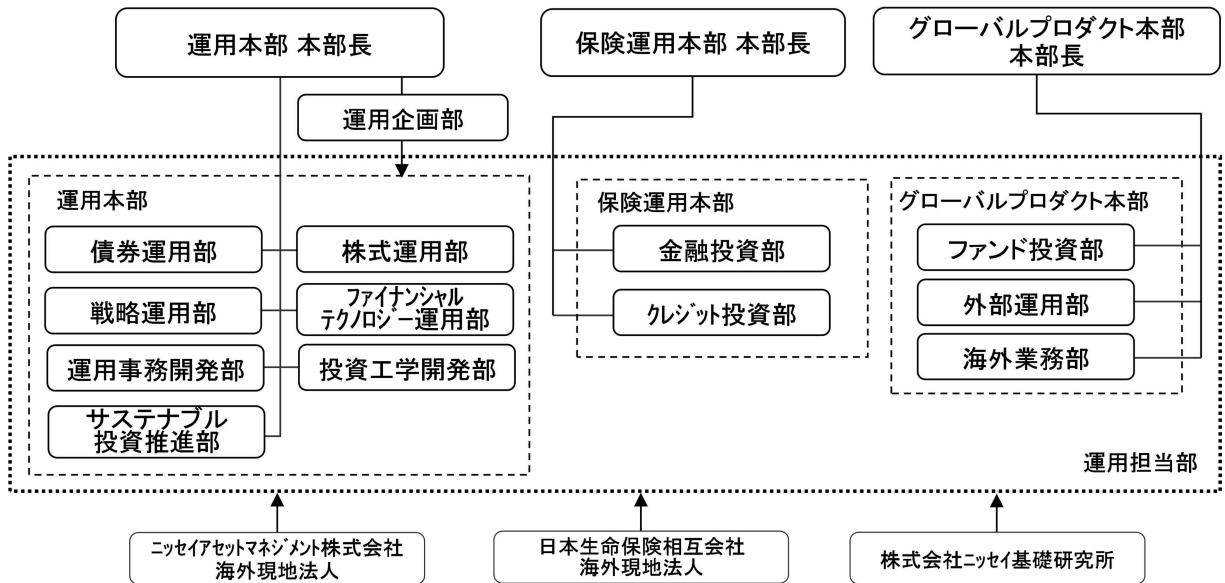 運用本部 本部長
保険運用本部 本部長
グローバルプロダクト本部
本部長
運用企画部
運用本部
債券運用部
株式運用部
戦略運用部
ファイナンシャル
テクノロジー運用部
運用事務開発部
投資工学開発部
サステナブル
投資推進部
保険運用本部
金融投資部
クレジット投資部
グローバルプロダクト本部
ファンド投資部
外部運用部
海外業務部
運用担当部
ニッセイアセットマネジメント株式会社
海外現地法人
日本生命保険相互会社
海外現地法人
株式会社ニッセイ基礎研究所